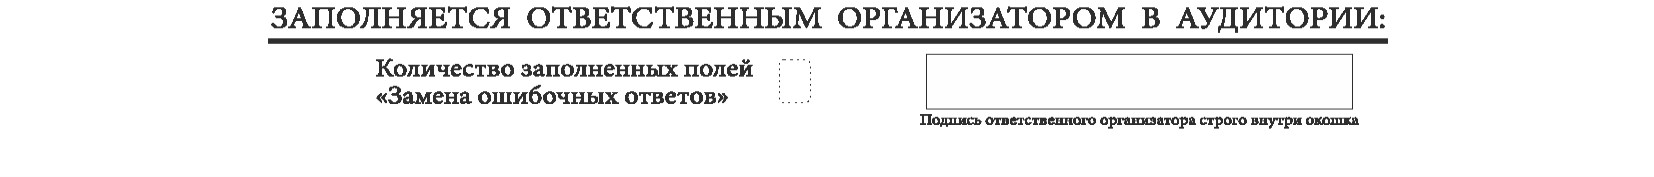 ЗАПОЛНЯЕТСЯ ОТВЕТСТВЕННЫМ ОРГАНИЗАТОРОМ В АУДИТОРИИ:
Количество заполненных полей
«Замена ошибочных ответов»
Подпись ответственного организатора строго внутри окошка